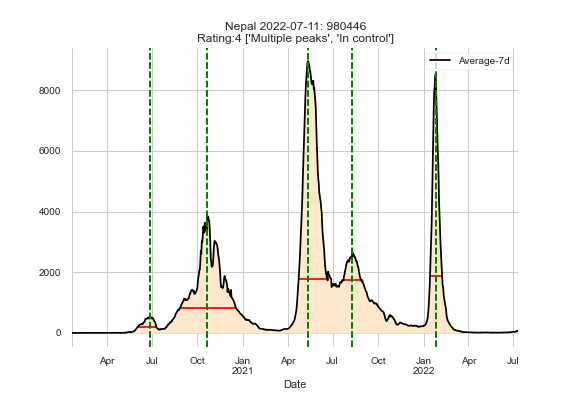 Nepal 2022-07-11: 980446
Rating:4 ['Multiple peaks', 'In control']
Average-7d
8000
6000
4000
2000
0
Apr Jul Oct Jan Apr Jul Oct Jan Apr Jul
2021 2022
Date